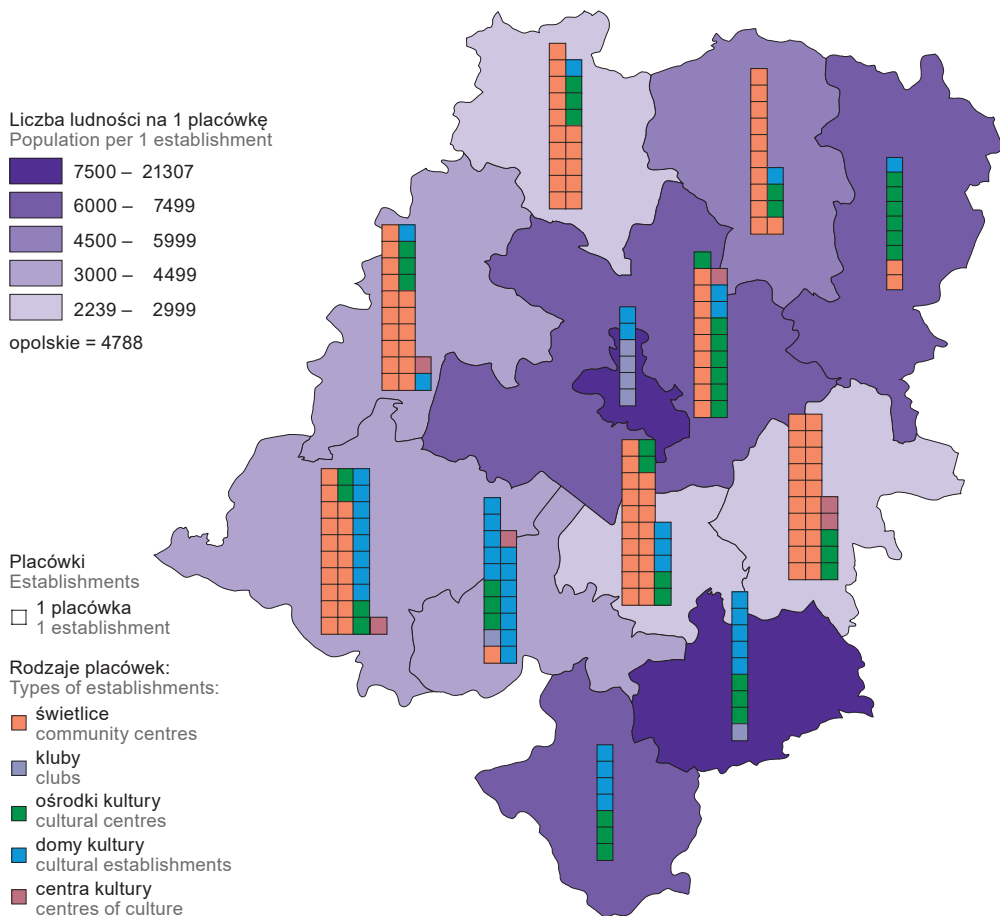 Liczba ludności na 1 placówkę
Population per 1 establishment
7500 – 21307
6000 – 7499
4500 – 5999
3000 – 4499
2239 – 2999
opolskie = 4788
Placówki
Establishments
1 placówka
1 establishment
Rodzaje placówek:
Types of establishments:
świetlice
community centres
kluby
clubs
ośrodki kultury
cultural centres
domy kultury
cultural establishments
centra kultury
centres of culture